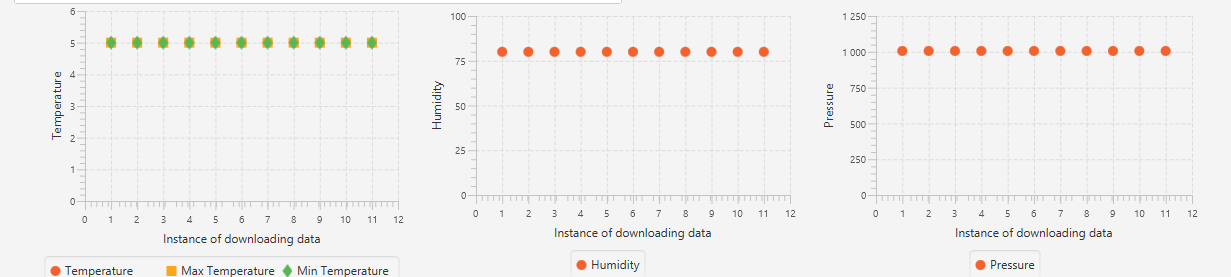 Temperature
6
5
4
3
2
1
0
0 1 2 3 4 5 6 7 8 9 10 11 12
Instance of downloading data
Temperature Max Temperature Min Temperature
Humidity
100
75
50
25
0
0 1 2 3 4 5 6 7 8 9 10 11 12
Instance of downloading data
Humidity
Pressure
1 250
1 000
750
500
250
0
0 1 2 3 4 5 6 7 8 9 10 11 12
Instance of downloading data
Pressure